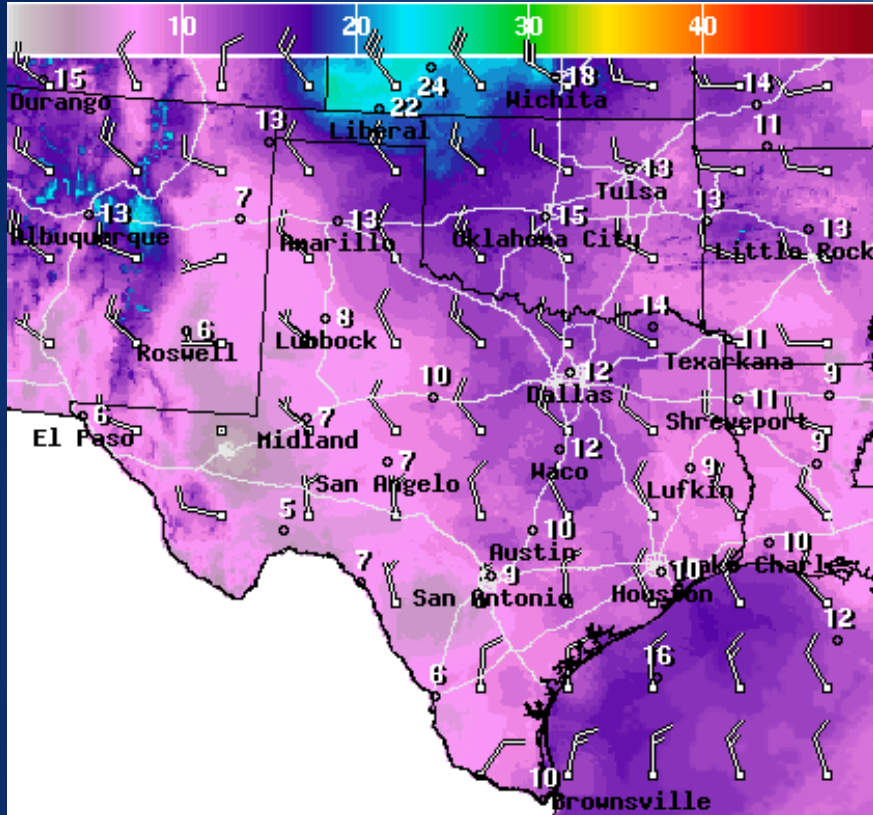 10 20 30 40
24
15 18 14
Durango 22 Wichita
13 Liberal 11
13
Tulsa
13 7 13 15 13 13
Albuquerque Amarillo Oklahoma City Little Rock
6 8 14 11
Roswell Lubbock Texarkana
12
10 Dallas 9
6 7 11
El Paso Midland Shreveport
7 12 9 9
San Angelo Waco Lufkin
5 10 10
Austin Lake Charles
7 9 10
San Antonio Houston
12
6 16
10
Brownsville